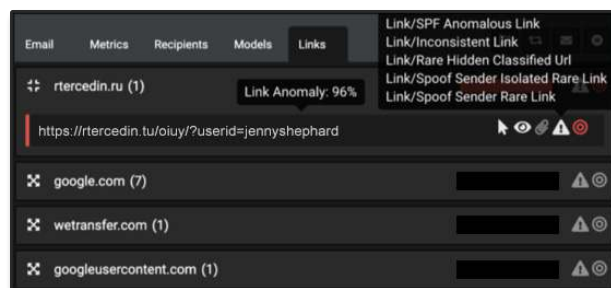 Link/SPF Anomalous Link
Link/Inconsistent Link
Link/Rare Hidden Classified Url
Link/Spoof Sender Isolated Rare Link
Link/Spoof Sender Rare Link
Email Metrics Recipients Models Links
rtercedin.ru (1)
Link Anomaly: 96%
https://rtercedin.tu/oiuy/?userid=jennyshephard
google.com (7)
wetransfer.com (1)
googleusercontent.com (1)